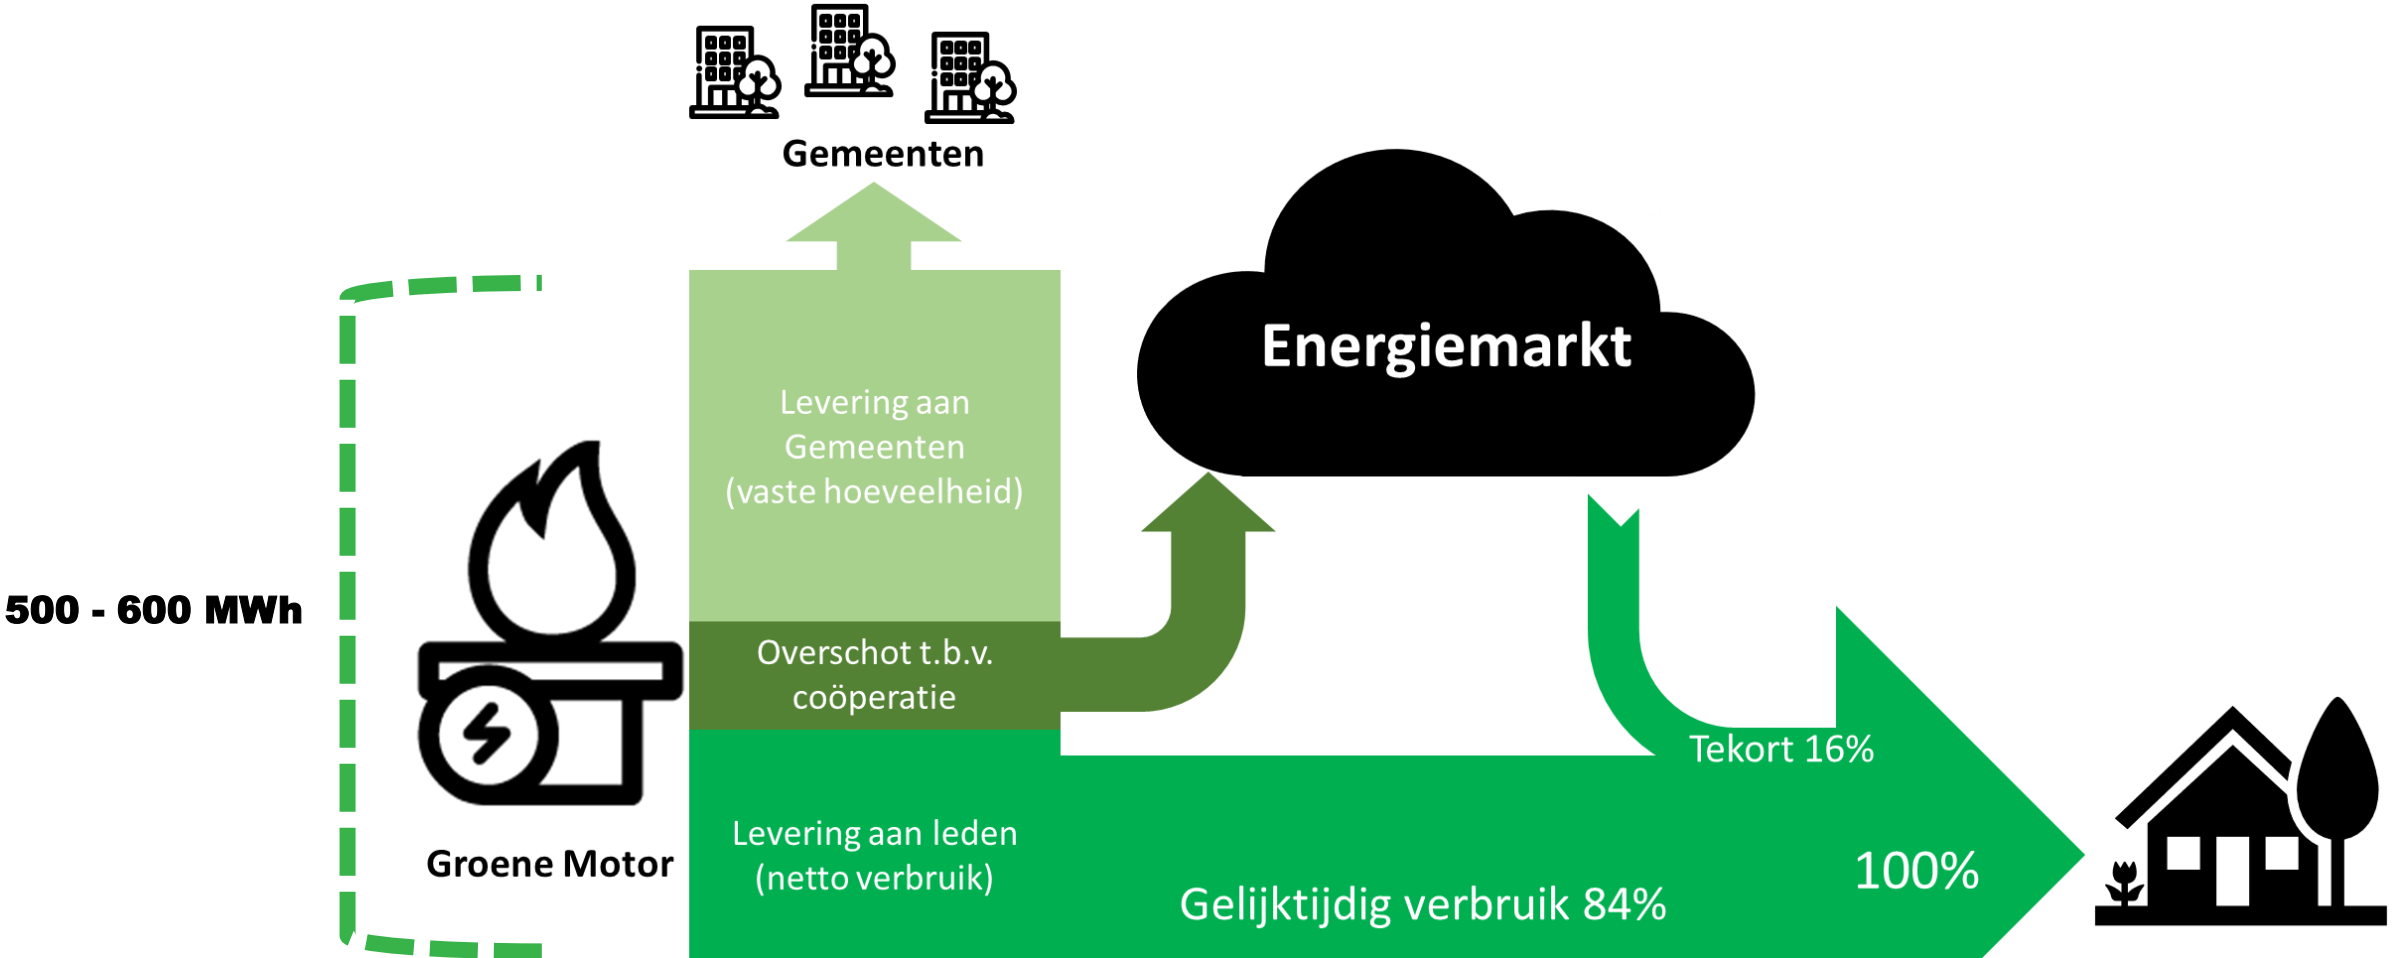 Gemeenten
Energiemarkt
Levering aan
Gemeenten
(vaste hoeveelheid)
500 - 600 MWh
Overschot t.b.v.
coöperatie
Tekort 16%
Levering aan leden
(netto verbruik)
Groene Motor
100%
Gelijktijdig verbruik 84%